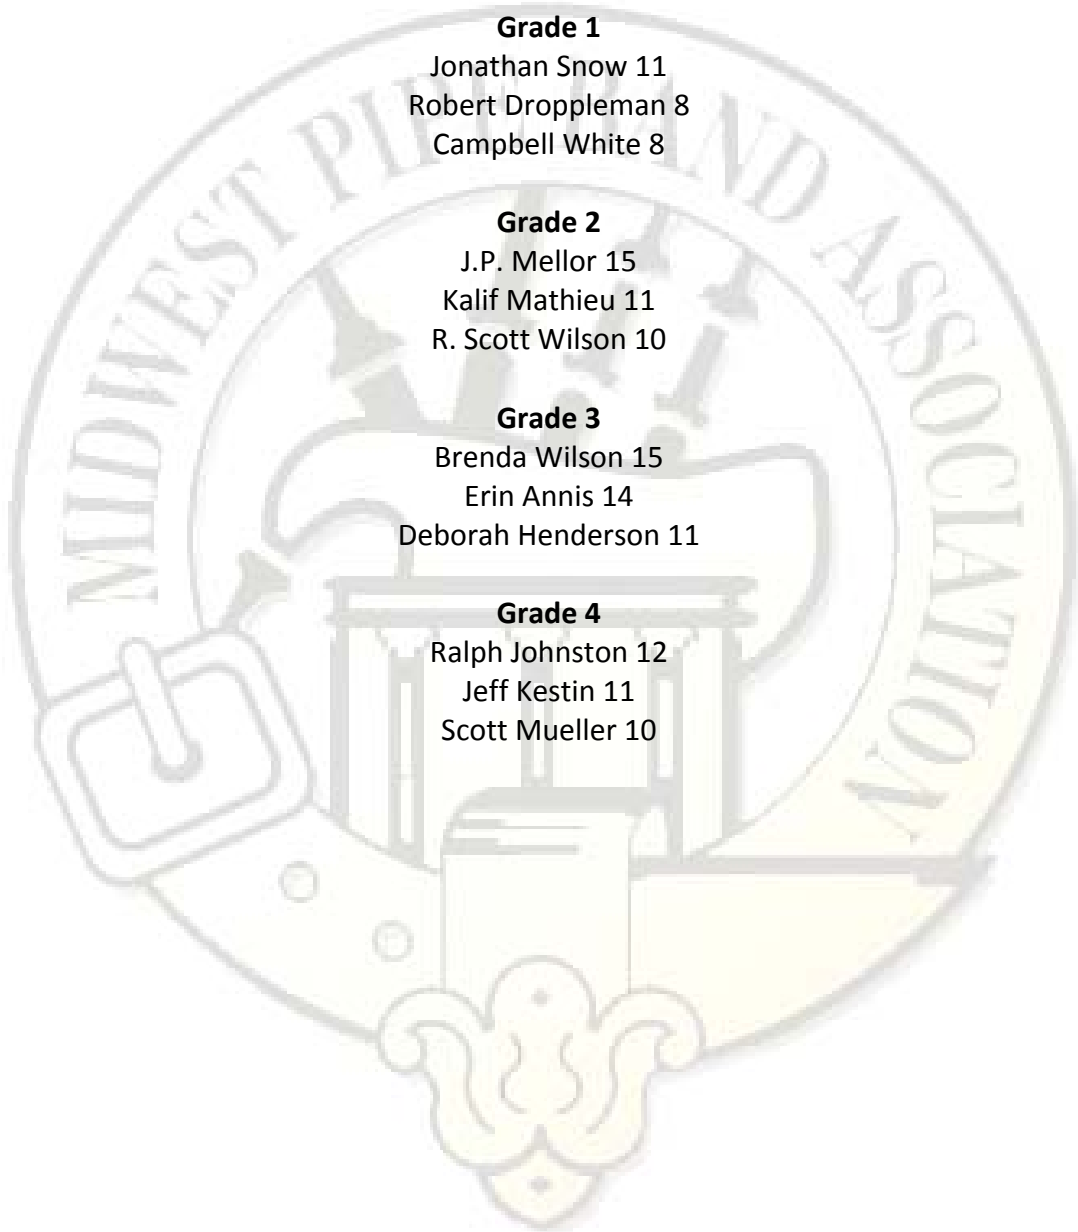 Grade 1
Jonathan Snow 11
Robert Droppleman 8
Campbell White 8
Grade 2
J.P. Mellor 15
Kalif Mathieu 11
R. Scott Wilson 10
Grade 3
Brenda Wilson 15
Erin Annis 14
Deborah Henderson 11
Grade 4
Ralph Johnston 12
Jeff Kestin 11
Scott Mueller 10
MIDWEST PIPE BAND ASSOCIATION